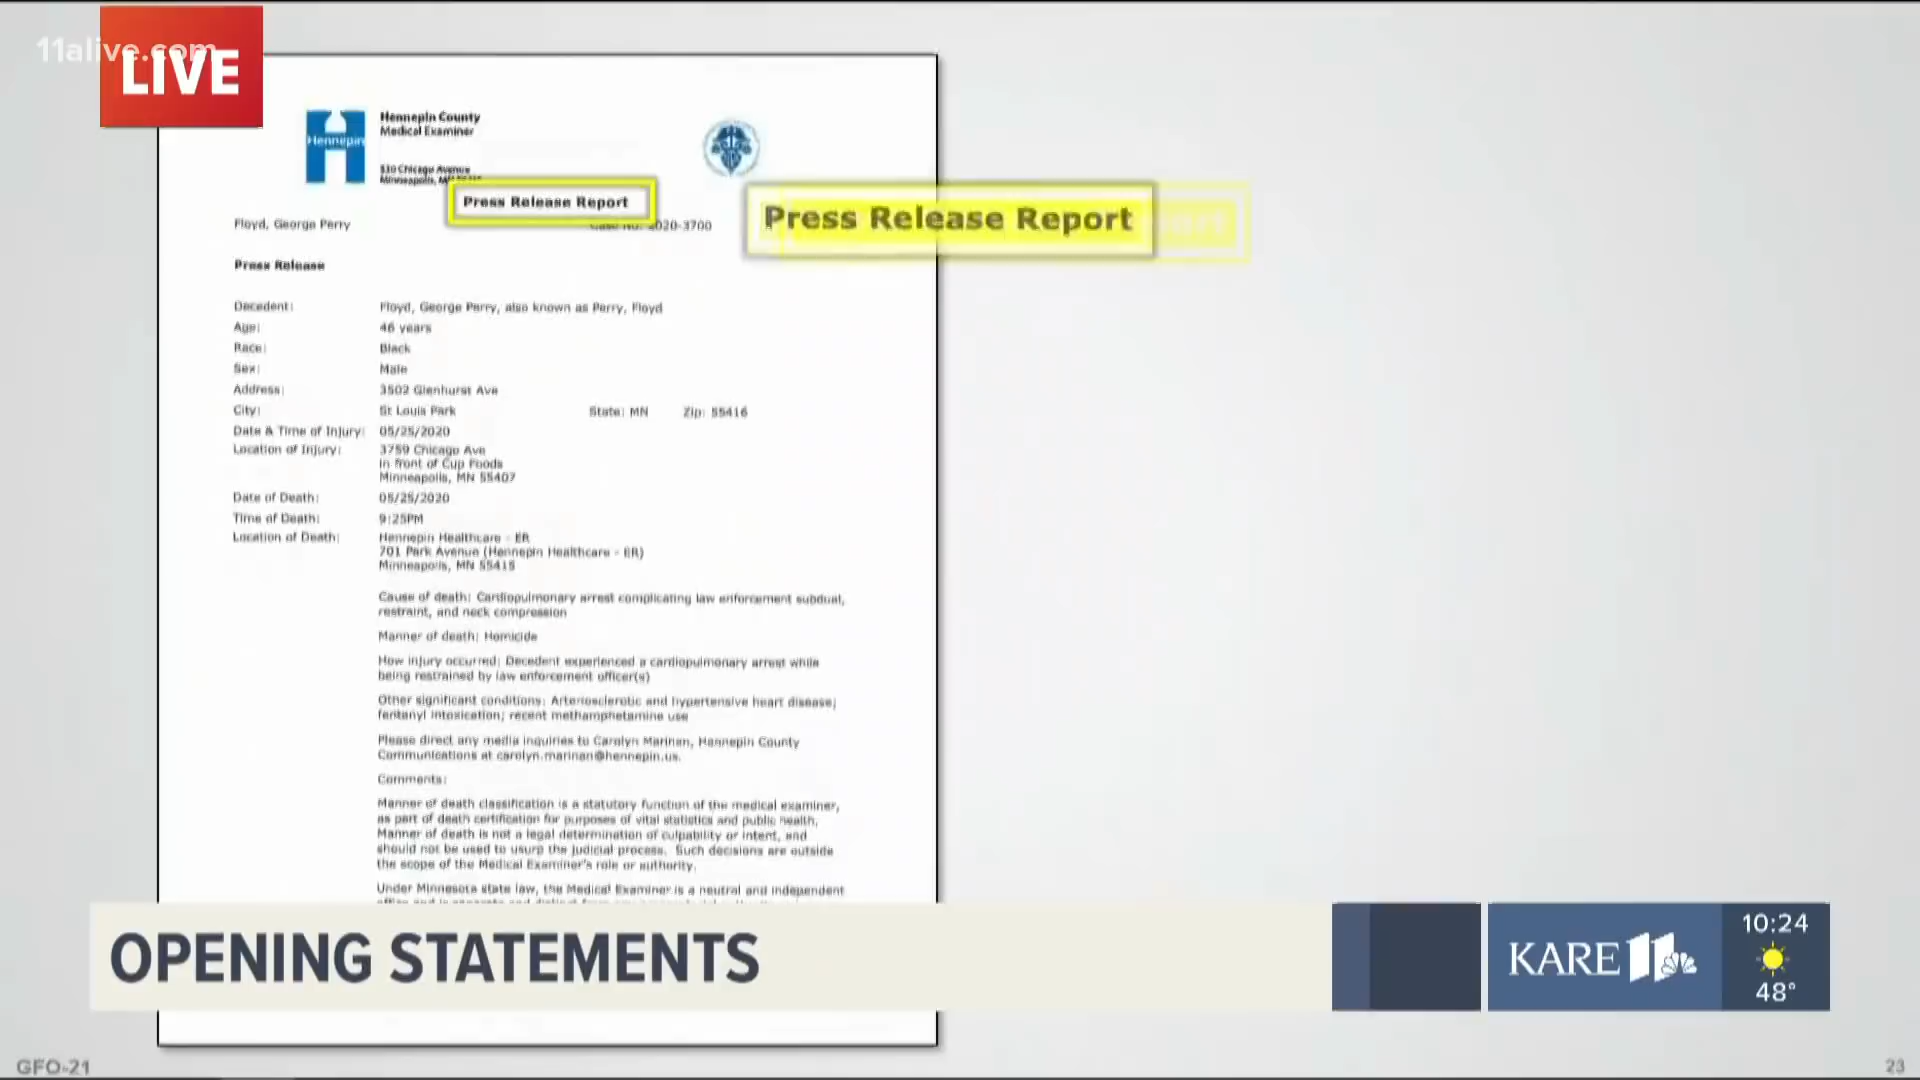 11alive.com
LIVE
Hennepin
Hennepin County
Medical Examiner
530 Chicago Avenue
Minneapolis, MN
Press Release Report
Press Release Report
Floyd, George Perry
Case No: 2020-3700
Press Release
Decedent: Floyd, George Perry, also known as Perry, Floyd
Age: 46 years
Race: Black
Sex: Male
Address: 3502 Glenhurst Ave
City: St Louis Park State: MN Zip: 55416
Date & Time of Injury: 05/25/2020
Location of Injury: 3759 Chicago Ave
In front of Cup Foods
Minneapolis, MN 55407
Date of Death: 05/25/2020
Time of Death: 9:25PM
Location of Death: Hennepin Healthcare - ER
701 Park Avenue (Hennepin Healthcare - ER)
Minneapolis, MN 55415
Cause of death: Cardiopulmonary arrest complicating law enforcement subdual,
restraint, and neck compression
Manner of death: Homicide
How injury occurred: Decedent experienced a cardiopulmonary arrest while
being restrained by law enforcement officer(s)
Other significant conditions: Arteriosclerotic and hypertensive heart disease;
fentanyl intoxication; recent methamphetamine use
Please direct any media inquiries to Carolyn Marinan, Hennepin County
Communications at carolyn.marinan@hennepin.us.
Comments:
Manner of death classification is a statutory function of the medical examiner,
as part of death certification for purposes of vital statistics and public health.
Manner of death is not a legal determination of culpability or intent, and
should not be used to usurp the judicial process. Such decisions are outside
the scope of the Medical Examiner's role or authority.
Under Minnesota state law, the Medical Examiner is a neutral and independent
OPENING STATEMENTS
KARE 11
10:24
48°
GFO-21
23